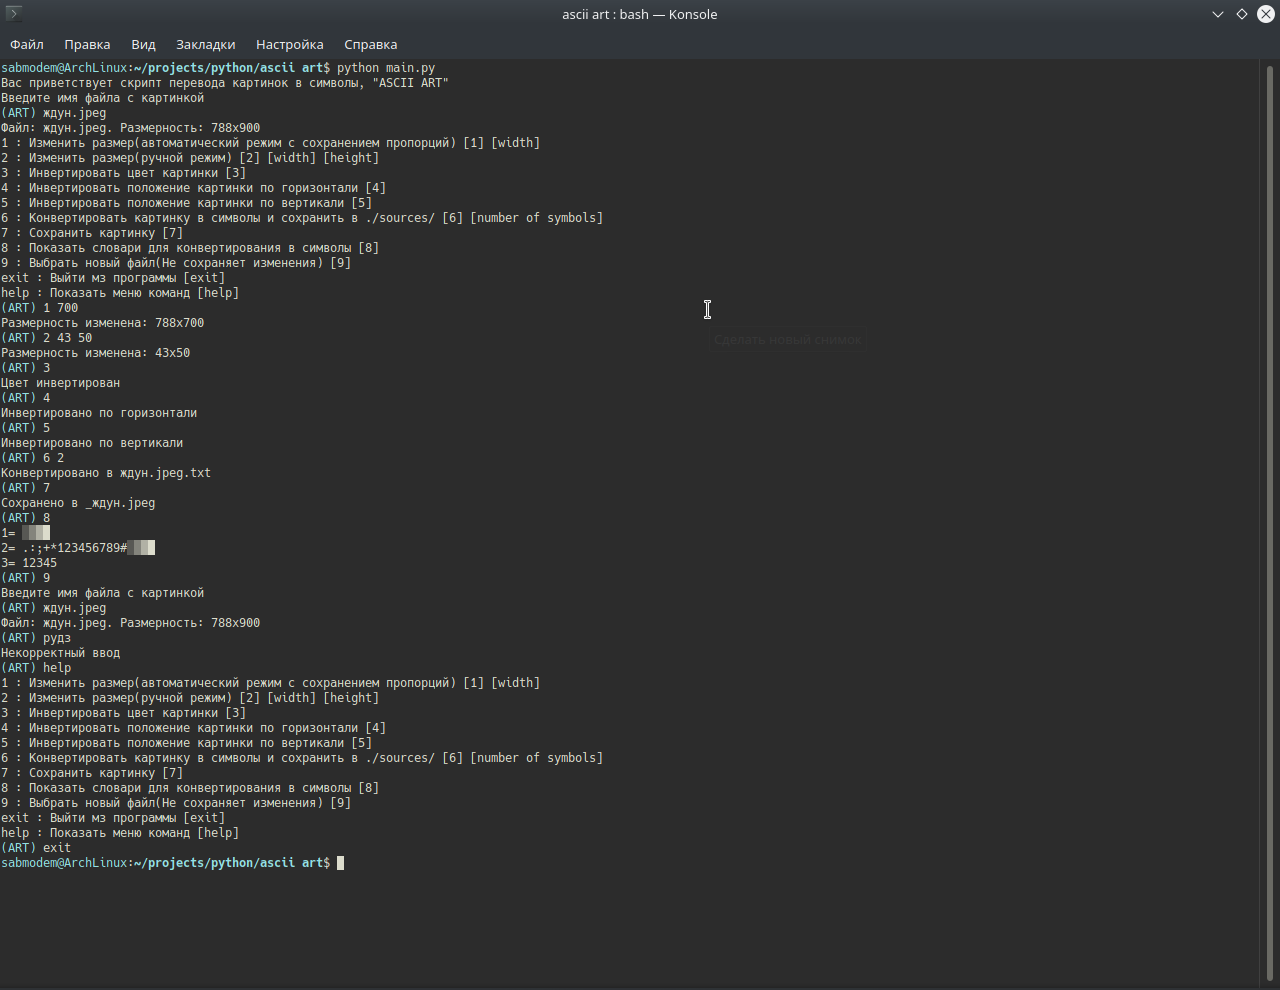 ascii art : bash — Konsole
Файл Правка Вид Закладки Настройка Справка
sabmodem@ArchLinux:~/projects/python/ascii art$ python main.py
Вас приветствует скрипт перевода картинок в символы, "ASCII ART"
Введите имя файла с картинкой
(ART) ждун.jpeg
Файл: ждун.jpeg. Размерность: 788x900
1 : Изменить размер(автоматический режим с сохранением пропорций) [1] [width]
2 : Изменить размер(ручной режим) [2] [width] [height]
3 : Инвертировать цвет картинки [3]
4 : Инвертировать положение картинки по горизонтали [4]
5 : Инвертировать положение картинки по вертикали [5]
6 : Конвертировать картинку в символы и сохранить в ./sources/ [6] [number of symbols]
7 : Сохранить картинку [7]
8 : Показать словари для конвертирования в символы [8]
9 : Выбрать новый файл(Не сохраняет изменения) [9]
exit : Выйти мз программы [exit]
help : Показать меню команд [help]
(ART) 1 700
Размерность изменена: 788x700
(ART) 2 43 50
Сделать новый снимок
Размерность изменена: 43x50
(ART) 3
Цвет инвертирован
(ART) 4
Инвертировано по горизонтали
(ART) 5
Инвертировано по вертикали
(ART) 6 2
Конвертировано в ждун.jpeg.txt
(ART) 7
Сохранено в _ждун.jpeg
(ART) 8
1= ░▒▓█
2= .:;+*123456789#░▒▓█
3= 12345
(ART) 9
Введите имя файла с картинкой
(ART) ждун.jpeg
Файл: ждун.jpeg. Размерность: 788x900
(ART) рудз
Некорректный ввод
(ART) help
1 : Изменить размер(автоматический режим с сохранением пропорций) [1] [width]
2 : Изменить размер(ручной режим) [2] [width] [height]
3 : Инвертировать цвет картинки [3]
4 : Инвертировать положение картинки по горизонтали [4]
5 : Инвертировать положение картинки по вертикали [5]
6 : Конвертировать картинку в символы и сохранить в ./sources/ [6] [number of symbols]
7 : Сохранить картинку [7]
8 : Показать словари для конвертирования в символы [8]
9 : Выбрать новый файл(Не сохраняет изменения) [9]
exit : Выйти мз программы [exit]
help : Показать меню команд [help]
(ART) exit
sabmodem@ArchLinux:~/projects/python/ascii art$